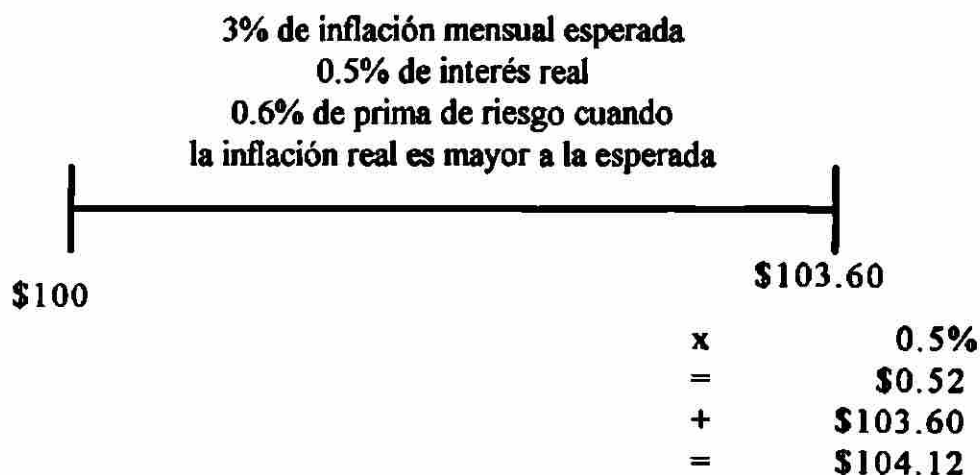 3% de inflación mensual esperada
0.5% de interés real
0.6% de prima de riesgo cuando
la inflación real es mayor a la esperada
$100
$103.60
x 0.5%
= $0.52
+ $103.60
= $104.12